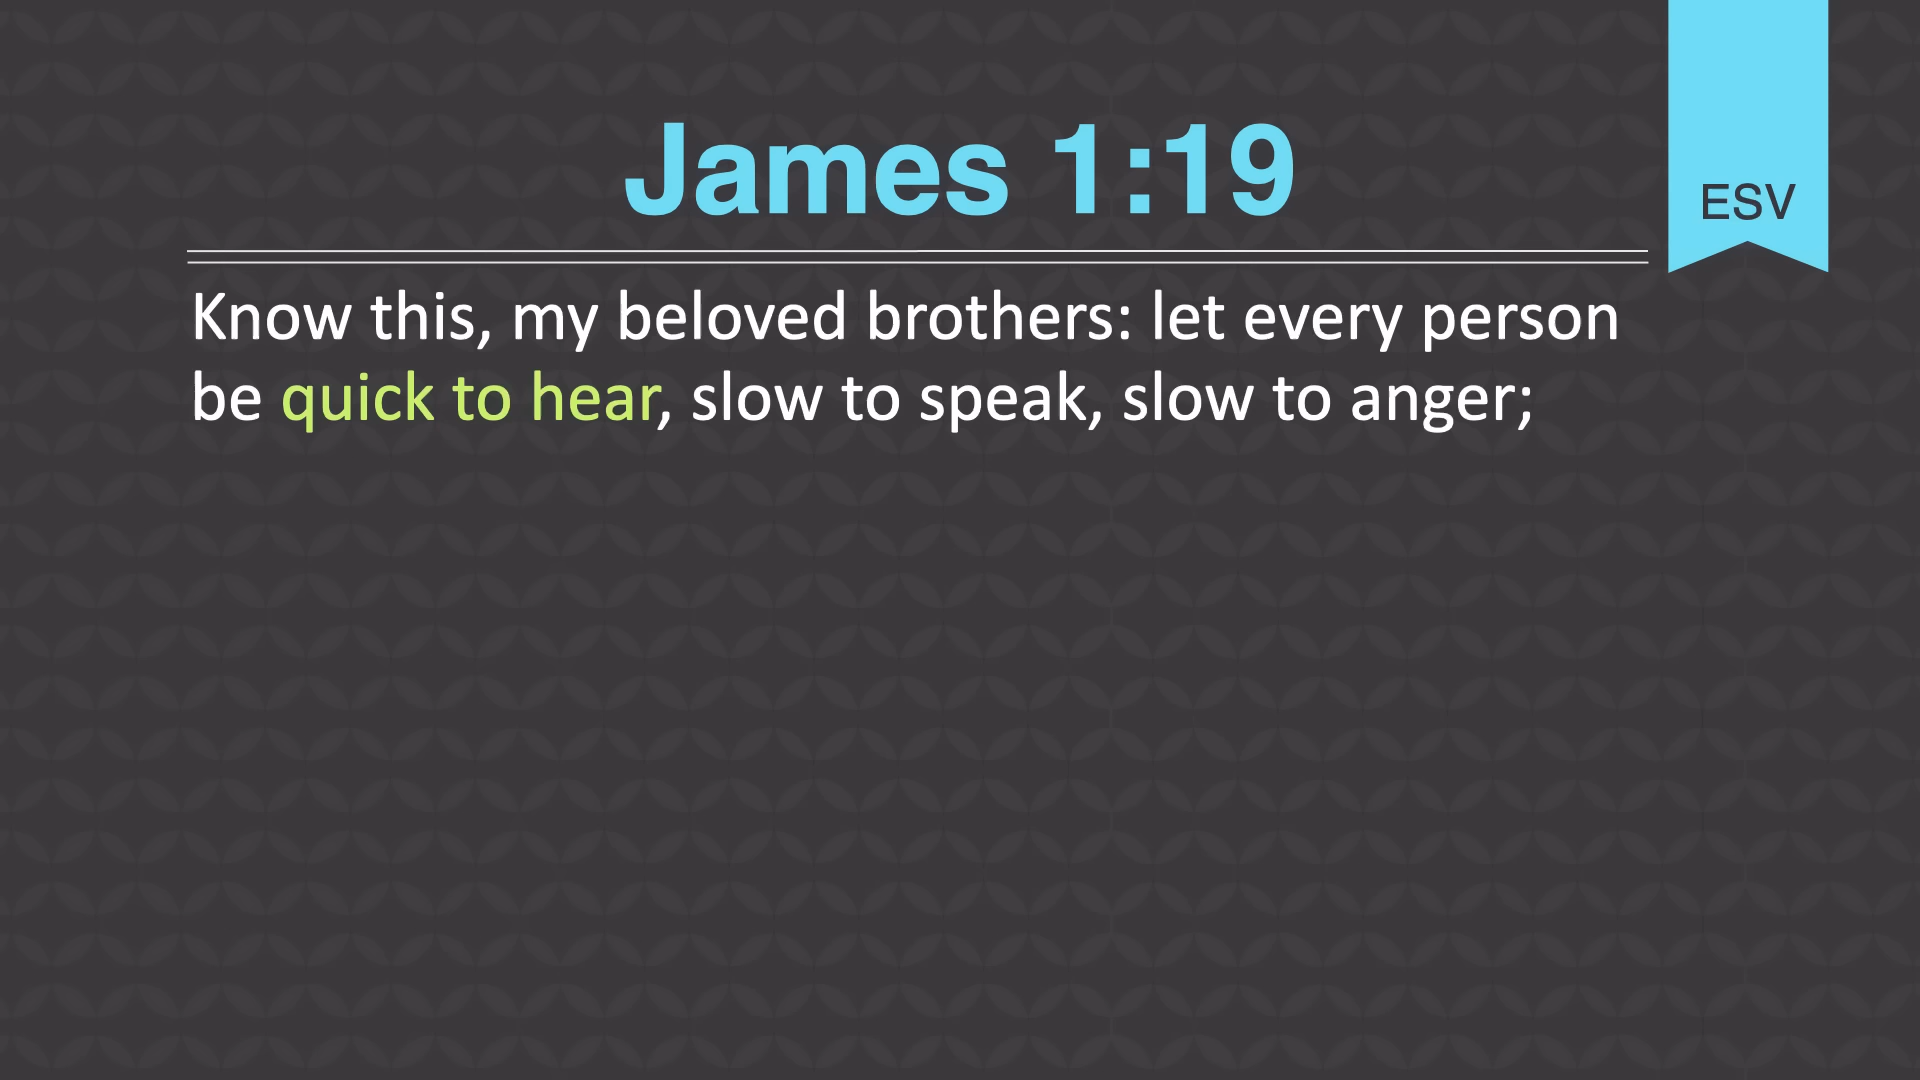 James 1:19
ESV
Know this, my beloved brothers: let every person
be quick to hear, slow to speak, slow to anger;